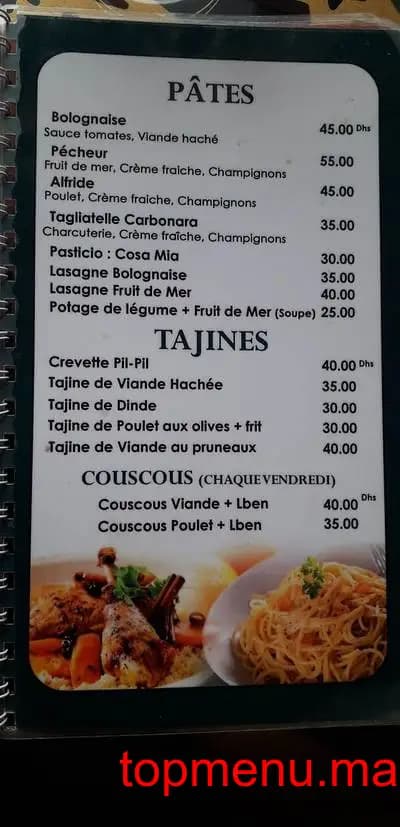 PÂTES
Bolognaise 45.00 Dhs
Sauce tomates, Viande haché
Pécheur 55.00
Fruit de mer, Crème fraiche, Champignons
Alfride 45.00
Poulet, Crème fraiche, Champignons
Tagliatelle Carbonara 35.00
Charcuterie, Crème fraîche, Champignons
Pasticio : Cosa Mia 30.00
Lasagne Bolognaise 35.00
Lasagne Fruit de Mer 40.00
Potage de légume + Fruit de Mer (Soupe) 25.00
TAJINES
Crevette Pil-Pil 40.00 Dhs
Tajine de Viande Hachée 35.00
Tajine de Dinde 30.00
Tajine de Poulet aux olives + frit 30.00
Tajine de Viande au pruneaux 40.00
COUSCOUS (CHAQUE VENDREDI)
Couscous Viande + Lben 40.00 Dhs
Couscous Poulet + Lben 35.00
topmenu.ma